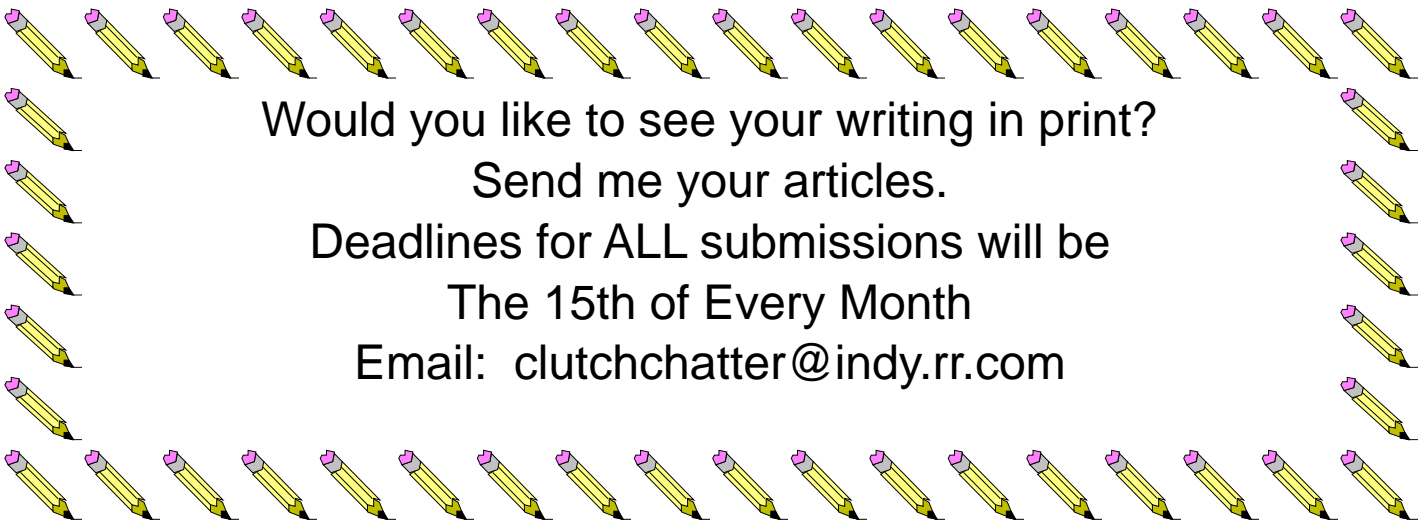 Would you like to see your writing in print?
Send me your articles.
Deadlines for ALL submissions will be
The 15th of Every Month
Email:  clutchchatter@indy.rr.com